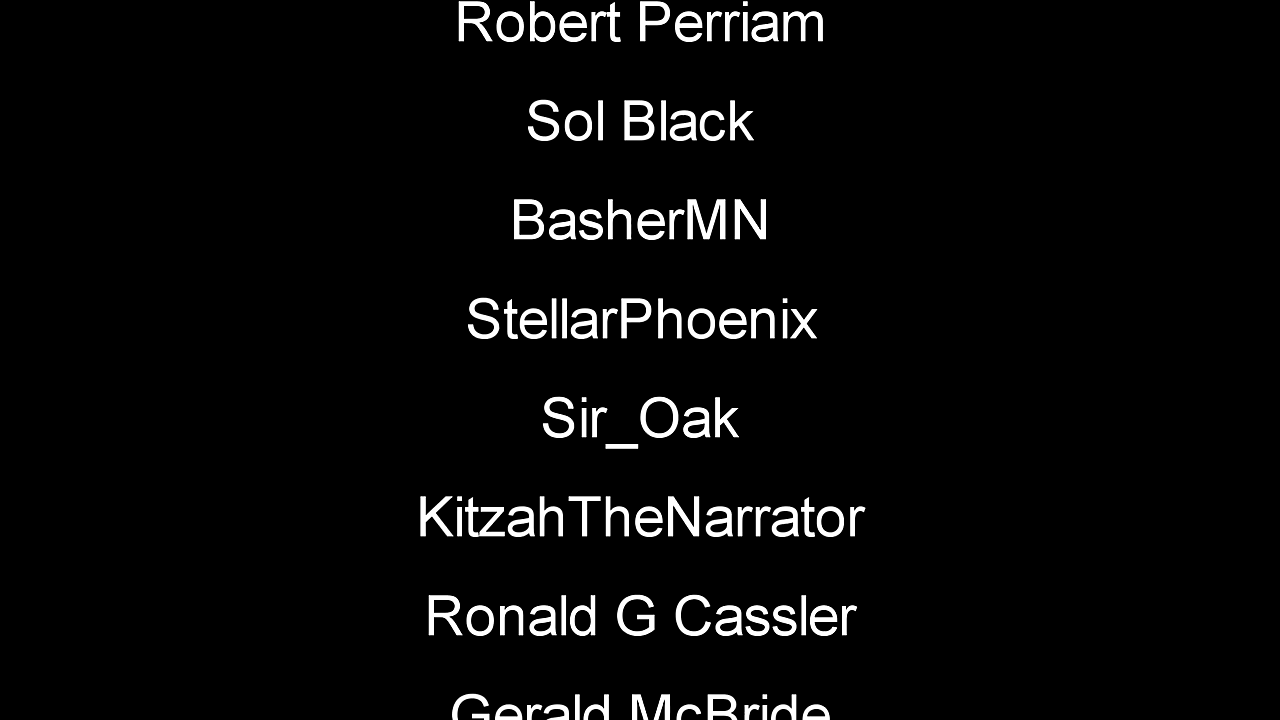 Robert Perriam
Sol Black
BasherMN
StellarPhoenix
Sir_Oak
KitzahTheNarrator
Ronald G Cassler
Gerald McBride